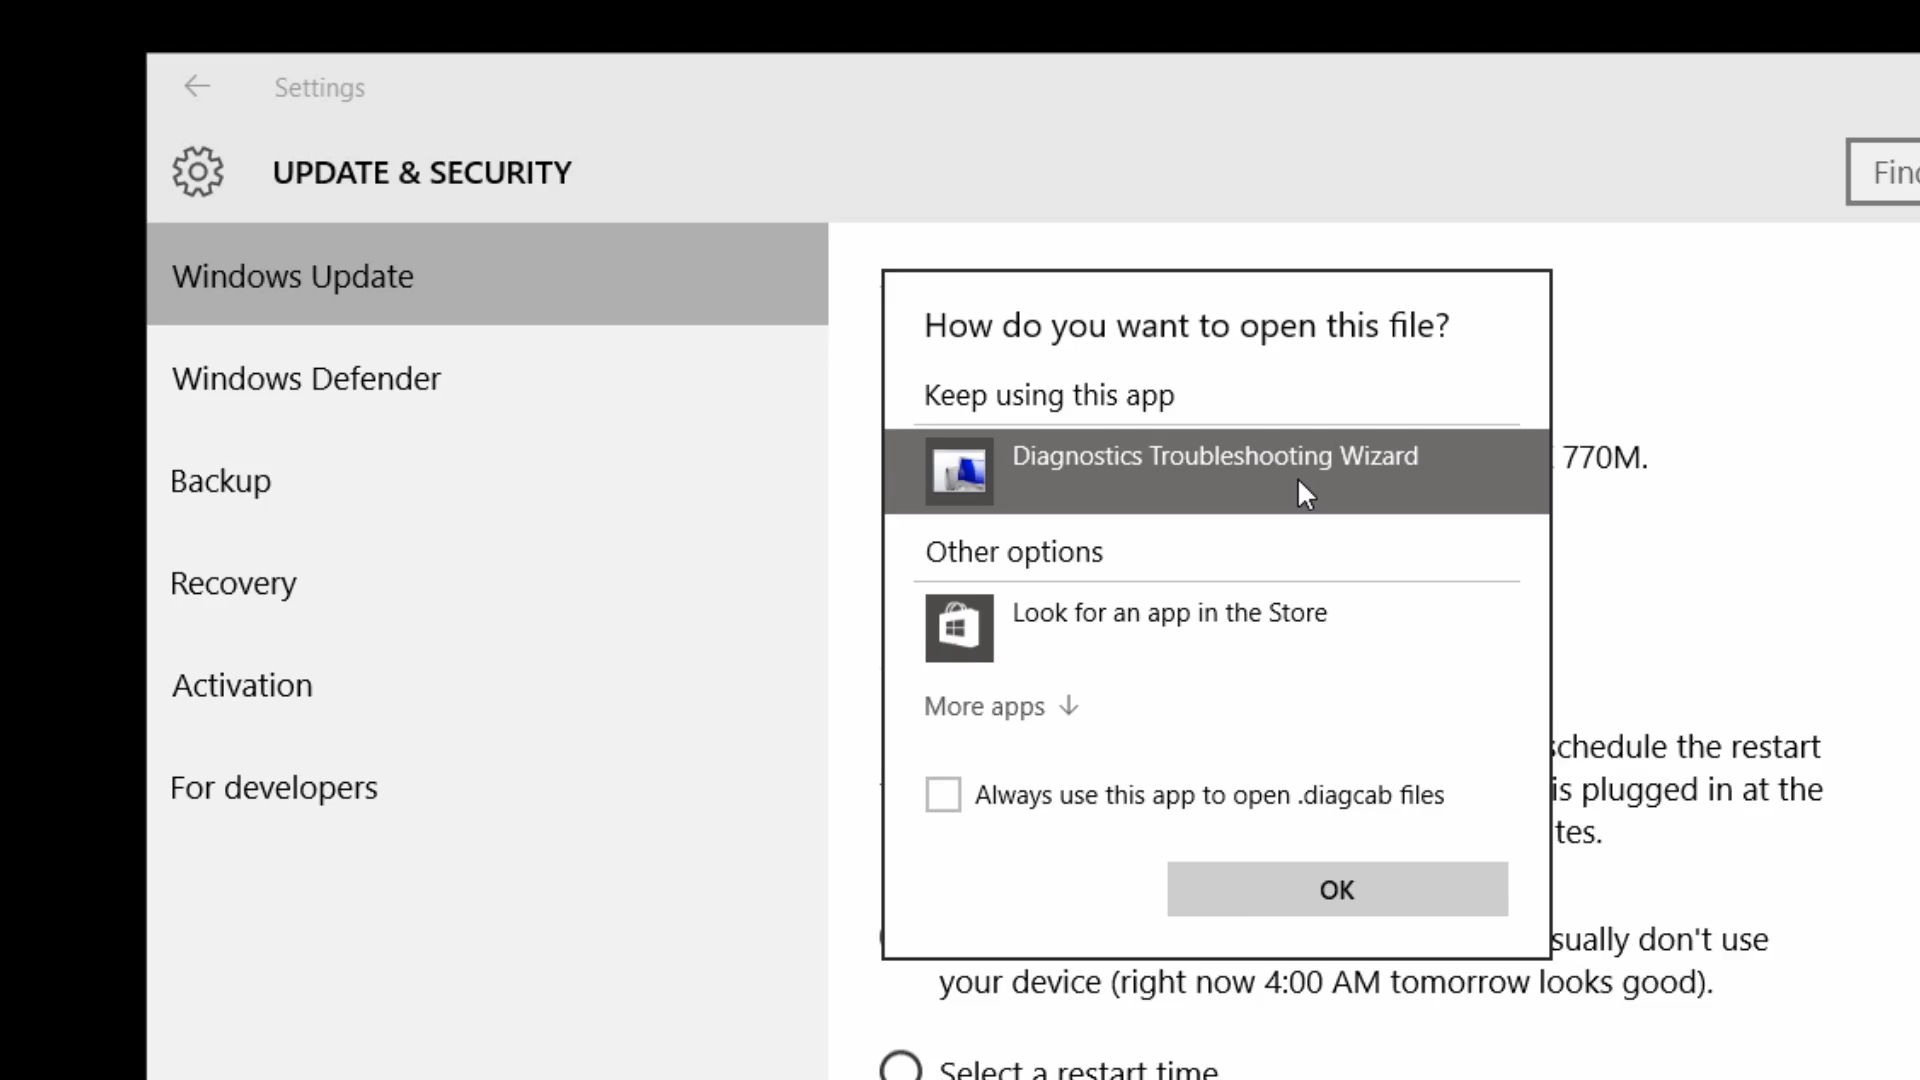 Settings
UPDATE & SECURITY
Windows Update
Windows Defender
Backup
Recovery
Activation
For developers
How do you want to open this file?
Keep using this app
Diagnostics Troubleshooting Wizard
Other options
Look for an app in the Store
More apps ↓
Always use this app to open .diagcab files
OK
770M.
schedule the restart
is plugged in at the
tes.
sually don't use
your device (right now 4:00 AM tomorrow looks good).
Select a restart time